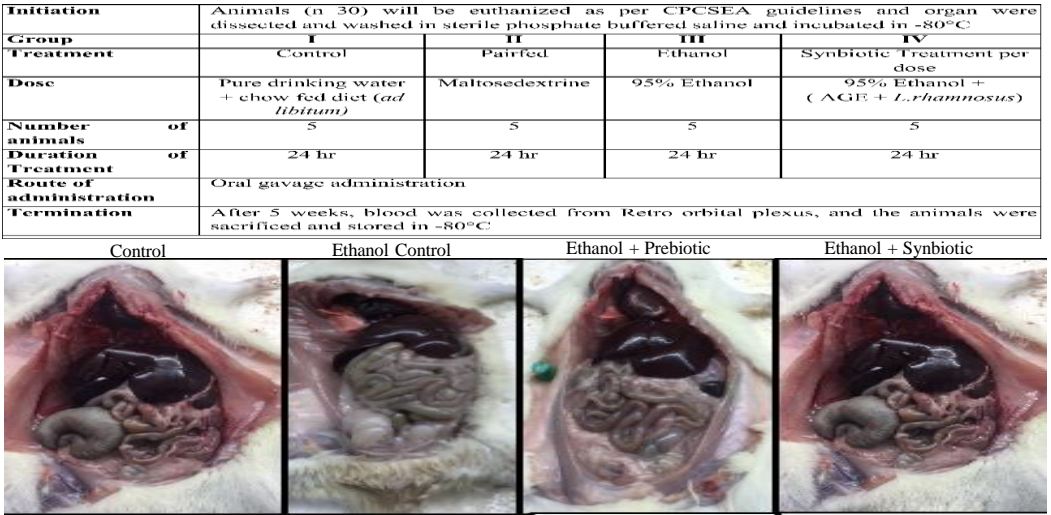 Initiation Animals (n 30) will be euthanized as per CPCSEA guidelines and organ were
dissected and washed in sterile phosphate buffered saline and incubated in -80°C
Group I II III IV
Treatment Control Pairfed Ethanol Synbiotic Treatment per
dose
Dose Pure drinking water Maltosedextrine 95% Ethanol 95% Ethanol +
+ chow fed diet (ad ( AGE + L.rhamnosus)
libitum)
Number of 5 5 5 5
animals
Duration of 24 hr 24 hr 24 hr 24 hr
Treatment
Route of Oral gavage administration
administration
Termination After 5 weeks, blood was collected from Retro orbital plexus, and the animals were
sacrificed and stored in -80°C
Control Ethanol Control Ethanol + Prebiotic Ethanol + Synbiotic